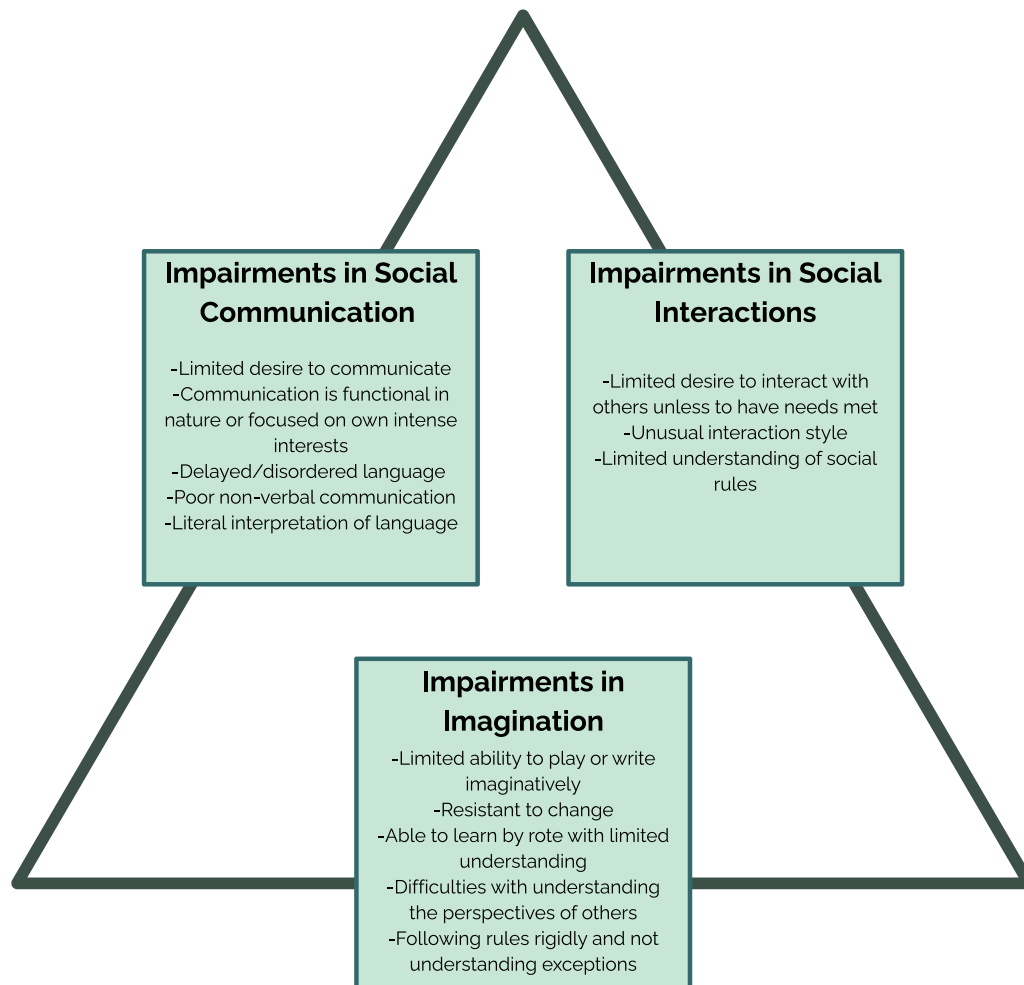 Impairments in Social
Communication
-Limited desire to communicate
-Communication is functional in
nature or focused on own intense
interests
-Delayed/disordered language
-Poor non-verbal communication
-Literal interpretation of language
Impairments in Social
Interactions
-Limited desire to interact with
others unless to have needs met
-Unusual interaction style
-Limited understanding of social
rules
Impairments in
Imagination
-Limited ability to play or write
imaginatively
-Resistant to change
-Able to learn by rote with limited
understanding
-Difficulties with understanding
the perspectives of others
-Following rules rigidly and not
understanding exceptions